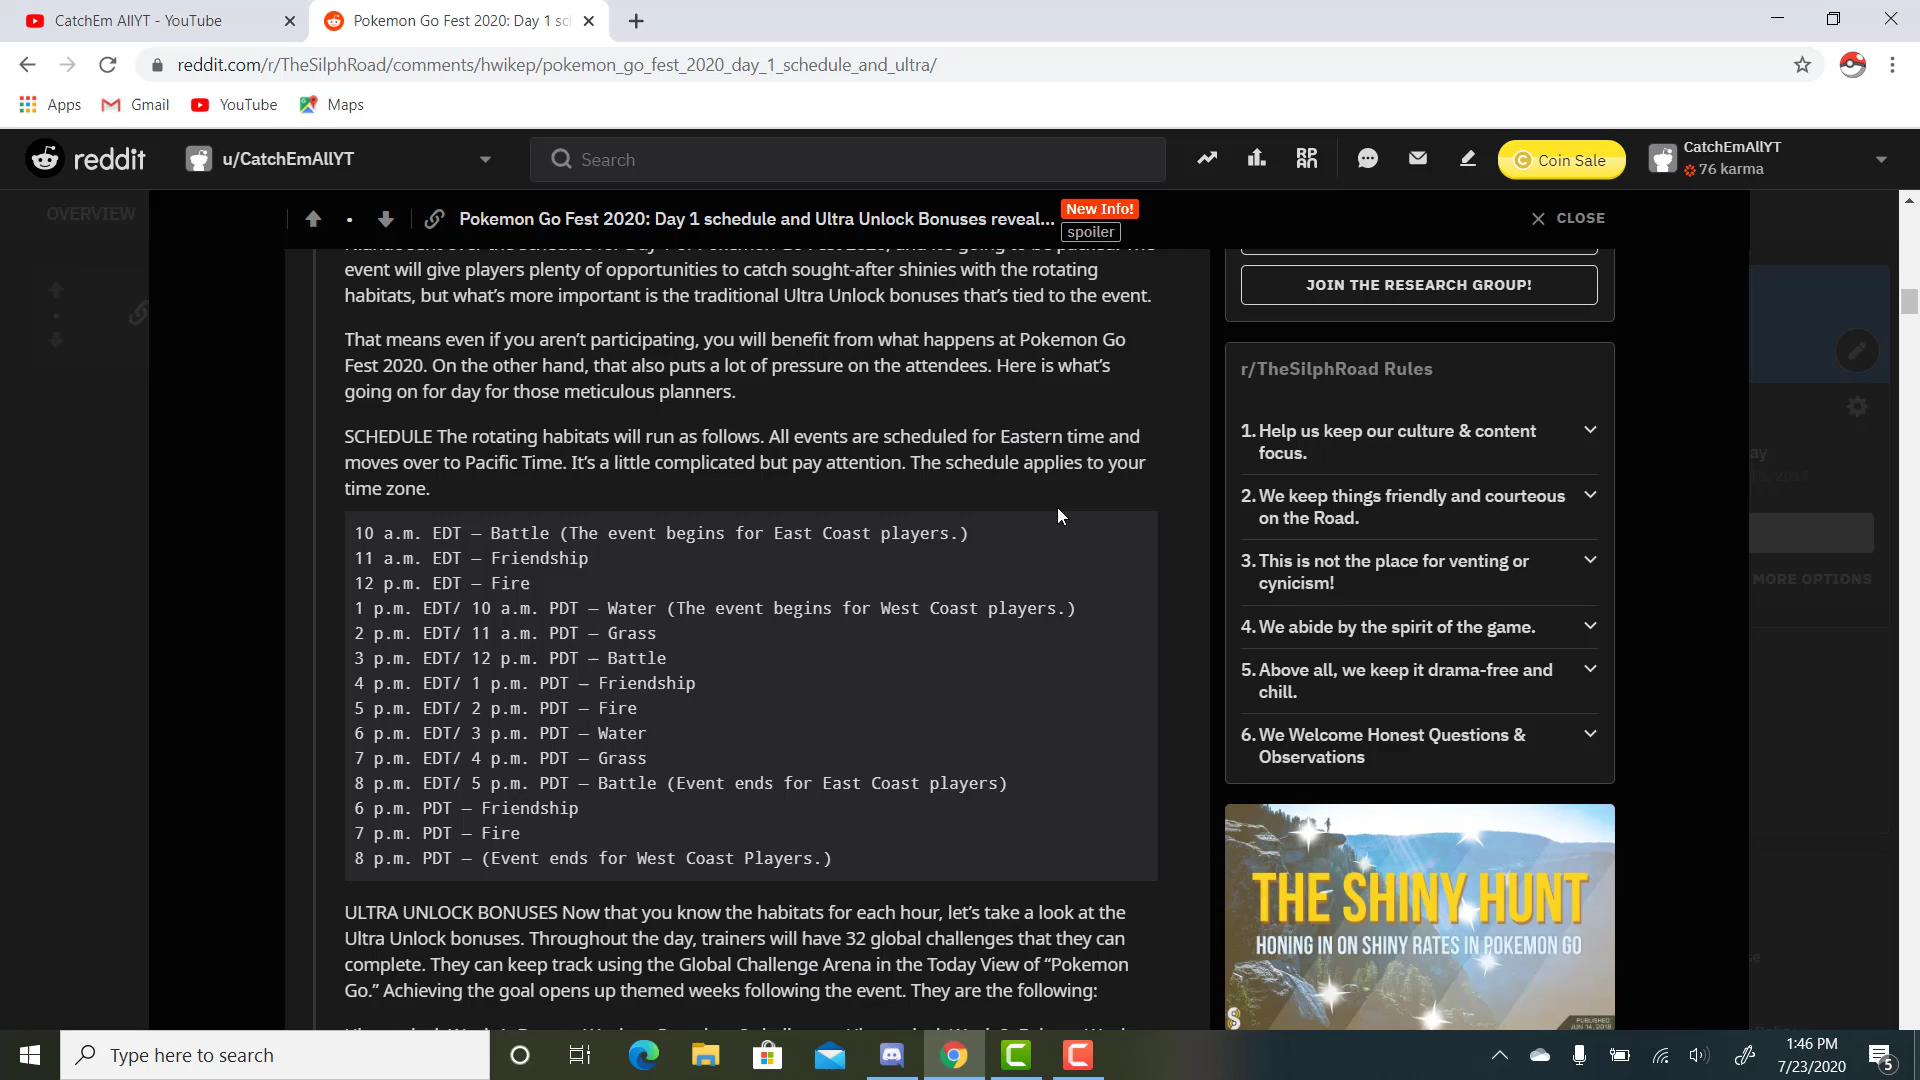 CatchEm AllYT - YouTube
Pokemon Go Fest 2020: Day 1 sc
reddit.com/r/TheSilphRoad/comments/hwikep/pokemon_go_fest_2020_day_1_schedule_and_ultra/
Apps Gmail YouTube Maps
reddit
u/CatchEmAllYT
Search
Coin Sale
CatchEmAllYT
76 karma
OVERVIEW
Pokemon Go Fest 2020: Day 1 schedule and Ultra Unlock Bonuses reveal...
New Info!
spoiler
CLOSE
event will give players plenty of opportunities to catch sought-after shinies with the rotating
habitats, but what's more important is the traditional Ultra Unlock bonuses that's tied to the event.
That means even if you aren't participating, you will benefit from what happens at Pokemon Go
Fest 2020. On the other hand, that also puts a lot of pressure on the attendees. Here is what's
going on for day for those meticulous planners.
SCHEDULE The rotating habitats will run as follows. All events are scheduled for Eastern time and
moves over to Pacific Time. It's a little complicated but pay attention. The schedule applies to your
time zone.
10 a.m. EDT — Battle (The event begins for East Coast players.)
11 a.m. EDT — Friendship
12 p.m. EDT — Fire
1 p.m. EDT/ 10 a.m. PDT — Water (The event begins for West Coast players.)
2 p.m. EDT/ 11 a.m. PDT — Grass
3 p.m. EDT/ 12 p.m. PDT — Battle
4 p.m. EDT/ 1 p.m. PDT — Friendship
5 p.m. EDT/ 2 p.m. PDT — Fire
6 p.m. EDT/ 3 p.m. PDT — Water
7 p.m. EDT/ 4 p.m. PDT — Grass
8 p.m. EDT/ 5 p.m. PDT — Battle (Event ends for East Coast players)
6 p.m. PDT — Friendship
7 p.m. PDT — Fire
8 p.m. PDT — (Event ends for West Coast Players.)
ULTRA UNLOCK BONUSES Now that you know the habitats for each hour, let's take a look at the
Ultra Unlock bonuses. Throughout the day, trainers will have 32 global challenges that they can
complete. They can keep track using the Global Challenge Arena in the Today View of “Pokemon
Go.” Achieving the goal opens up themed weeks following the event. They are the following:
JOIN THE RESEARCH GROUP!
r/TheSilphRoad Rules
1. Help us keep our culture & content
focus.
2. We keep things friendly and courteous
on the Road.
3. This is not the place for venting or
cynicism!
4. We abide by the spirit of the game.
5. Above all, we keep it drama-free and
chill.
6. We Welcome Honest Questions &
Observations
THE SHINY HUNT
HONING IN ON SHINY RATES IN POKEMON GO
PUBLISHED
JUN 14, 2018
MORE OPTIONS
Type here to search
1:46 PM
7/23/2020
5